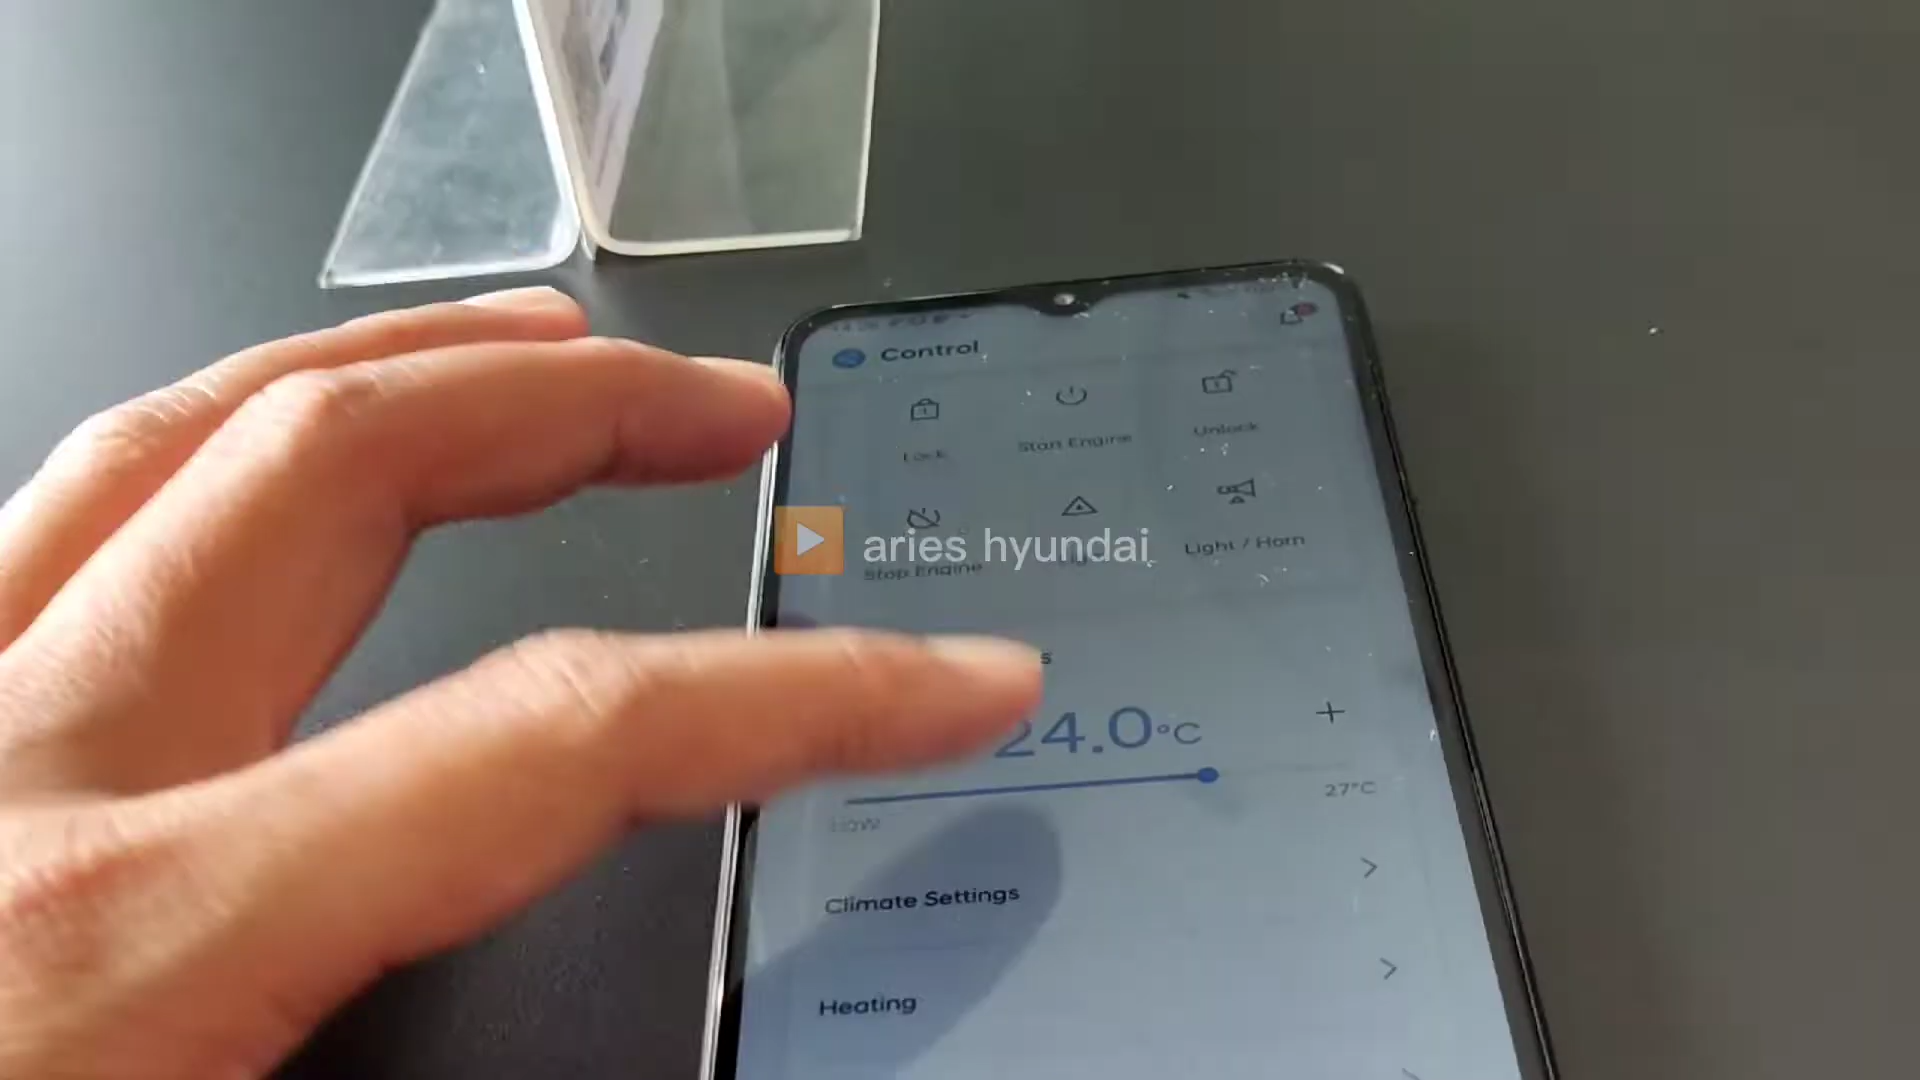 Control
Lock
Start Engine
Unlock
Stop Engine
Light / Horn
aries hyundai
24.0°C
27°C
Climate Settings
Heating